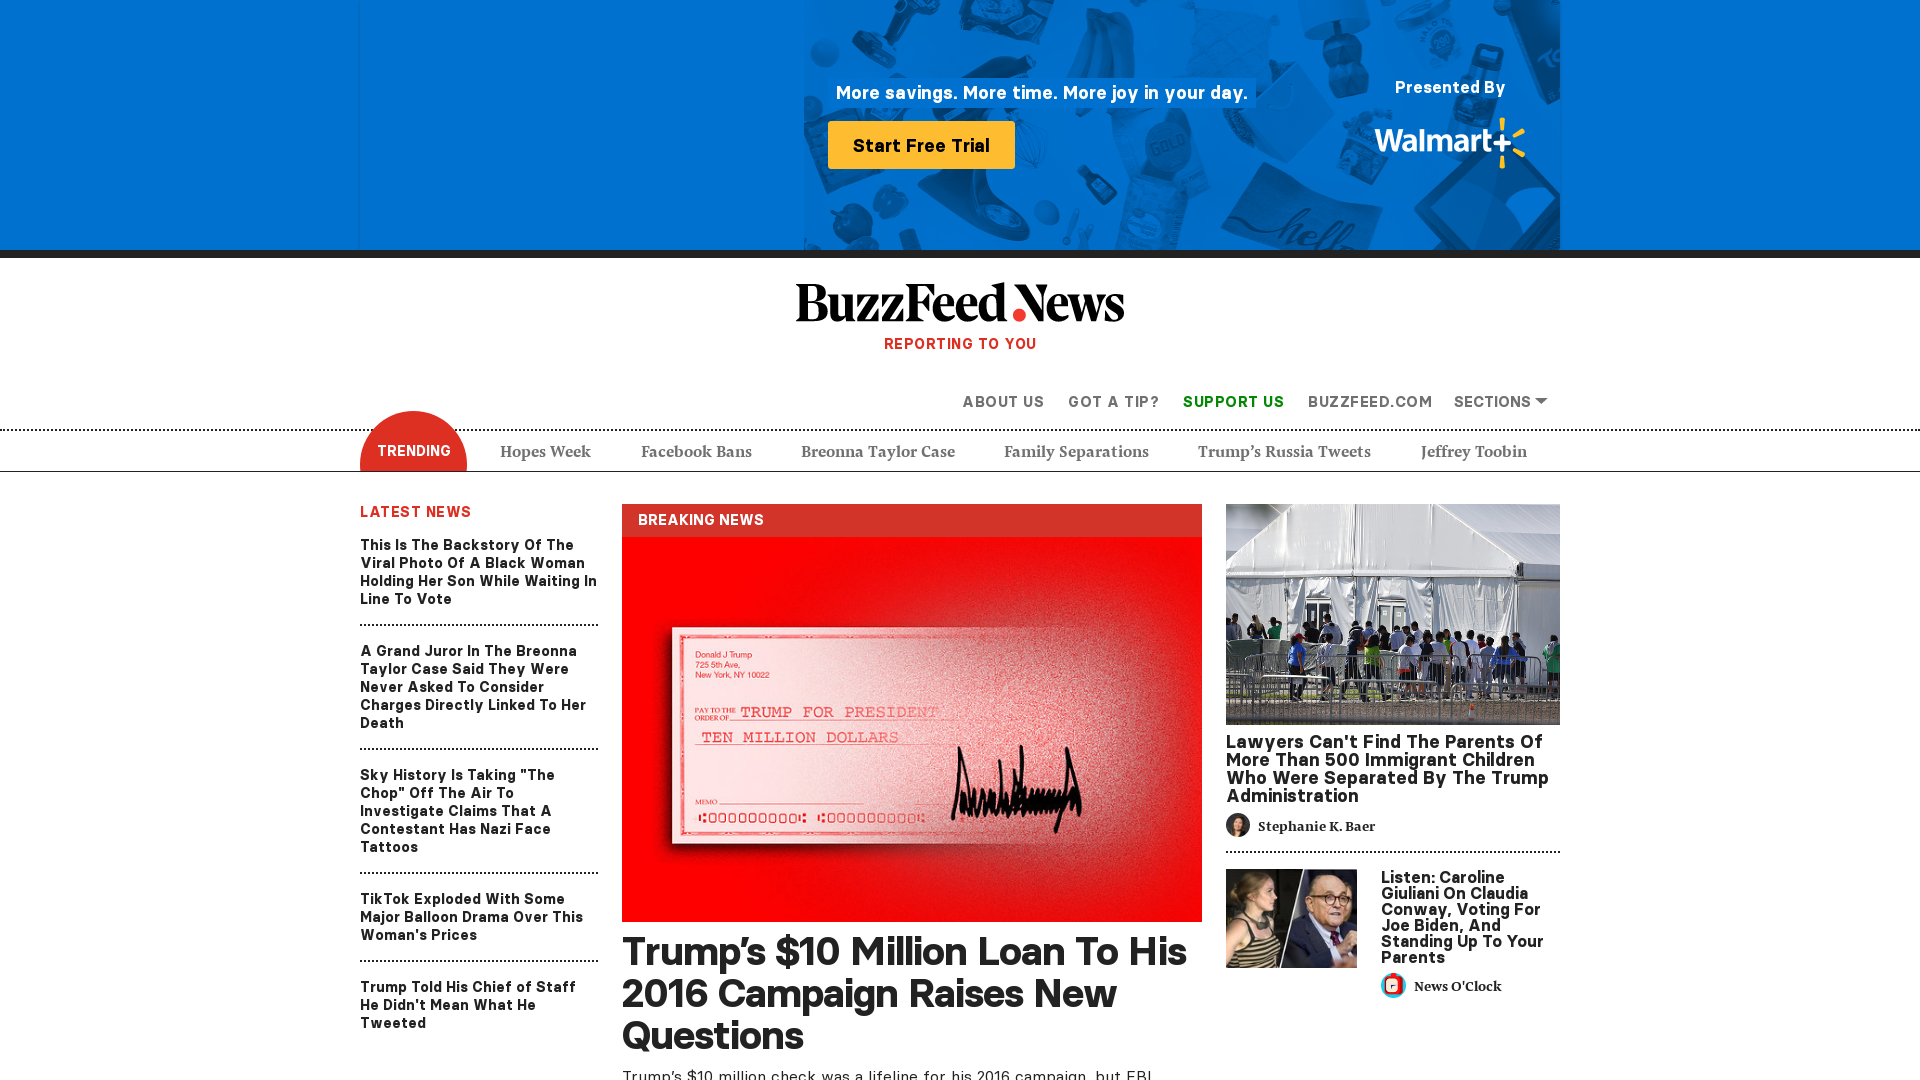 More savings. More time. More joy in your day.
Start Free Trial
Presented By
Walmart+
BuzzFeed News
REPORTING TO YOU
ABOUT US GOT A TIP? SUPPORT US BUZZFEED.COM SECTIONS
TRENDING Hopes Week Facebook Bans Breonna Taylor Case Family Separations Trump’s Russia Tweets Jeffrey Toobin
LATEST NEWS
This Is The Backstory Of The
Viral Photo Of A Black Woman
Holding Her Son While Waiting In
Line To Vote
A Grand Juror In The Breonna
Taylor Case Said They Were
Never Asked To Consider
Charges Directly Linked To Her
Death
Sky History Is Taking "The
Chop" Off The Air To
Investigate Claims That A
Contestant Has Nazi Face
Tattoos
TikTok Exploded With Some
Major Balloon Drama Over This
Woman's Prices
Trump Told His Chief of Staff
He Didn't Mean What He
Tweeted
BREAKING NEWS
Donald J Trump
725 5th Ave,
New York, NY 10022
PAY TO THE
ORDER OF TRUMP FOR PRESIDENT
TEN MILLION DOLLARS
MEMO
Trump’s $10 Million Loan To His
2016 Campaign Raises New
Questions
Trump’s $10 million check was a lifeline for his 2016 campaign, but FBI
Lawyers Can't Find The Parents Of
More Than 500 Immigrant Children
Who Were Separated By The Trump
Administration
Stephanie K. Baer
Listen: Caroline
Giuliani On Claudia
Conway, Voting For
Joe Biden, And
Standing Up To Your
Parents
News O'Clock